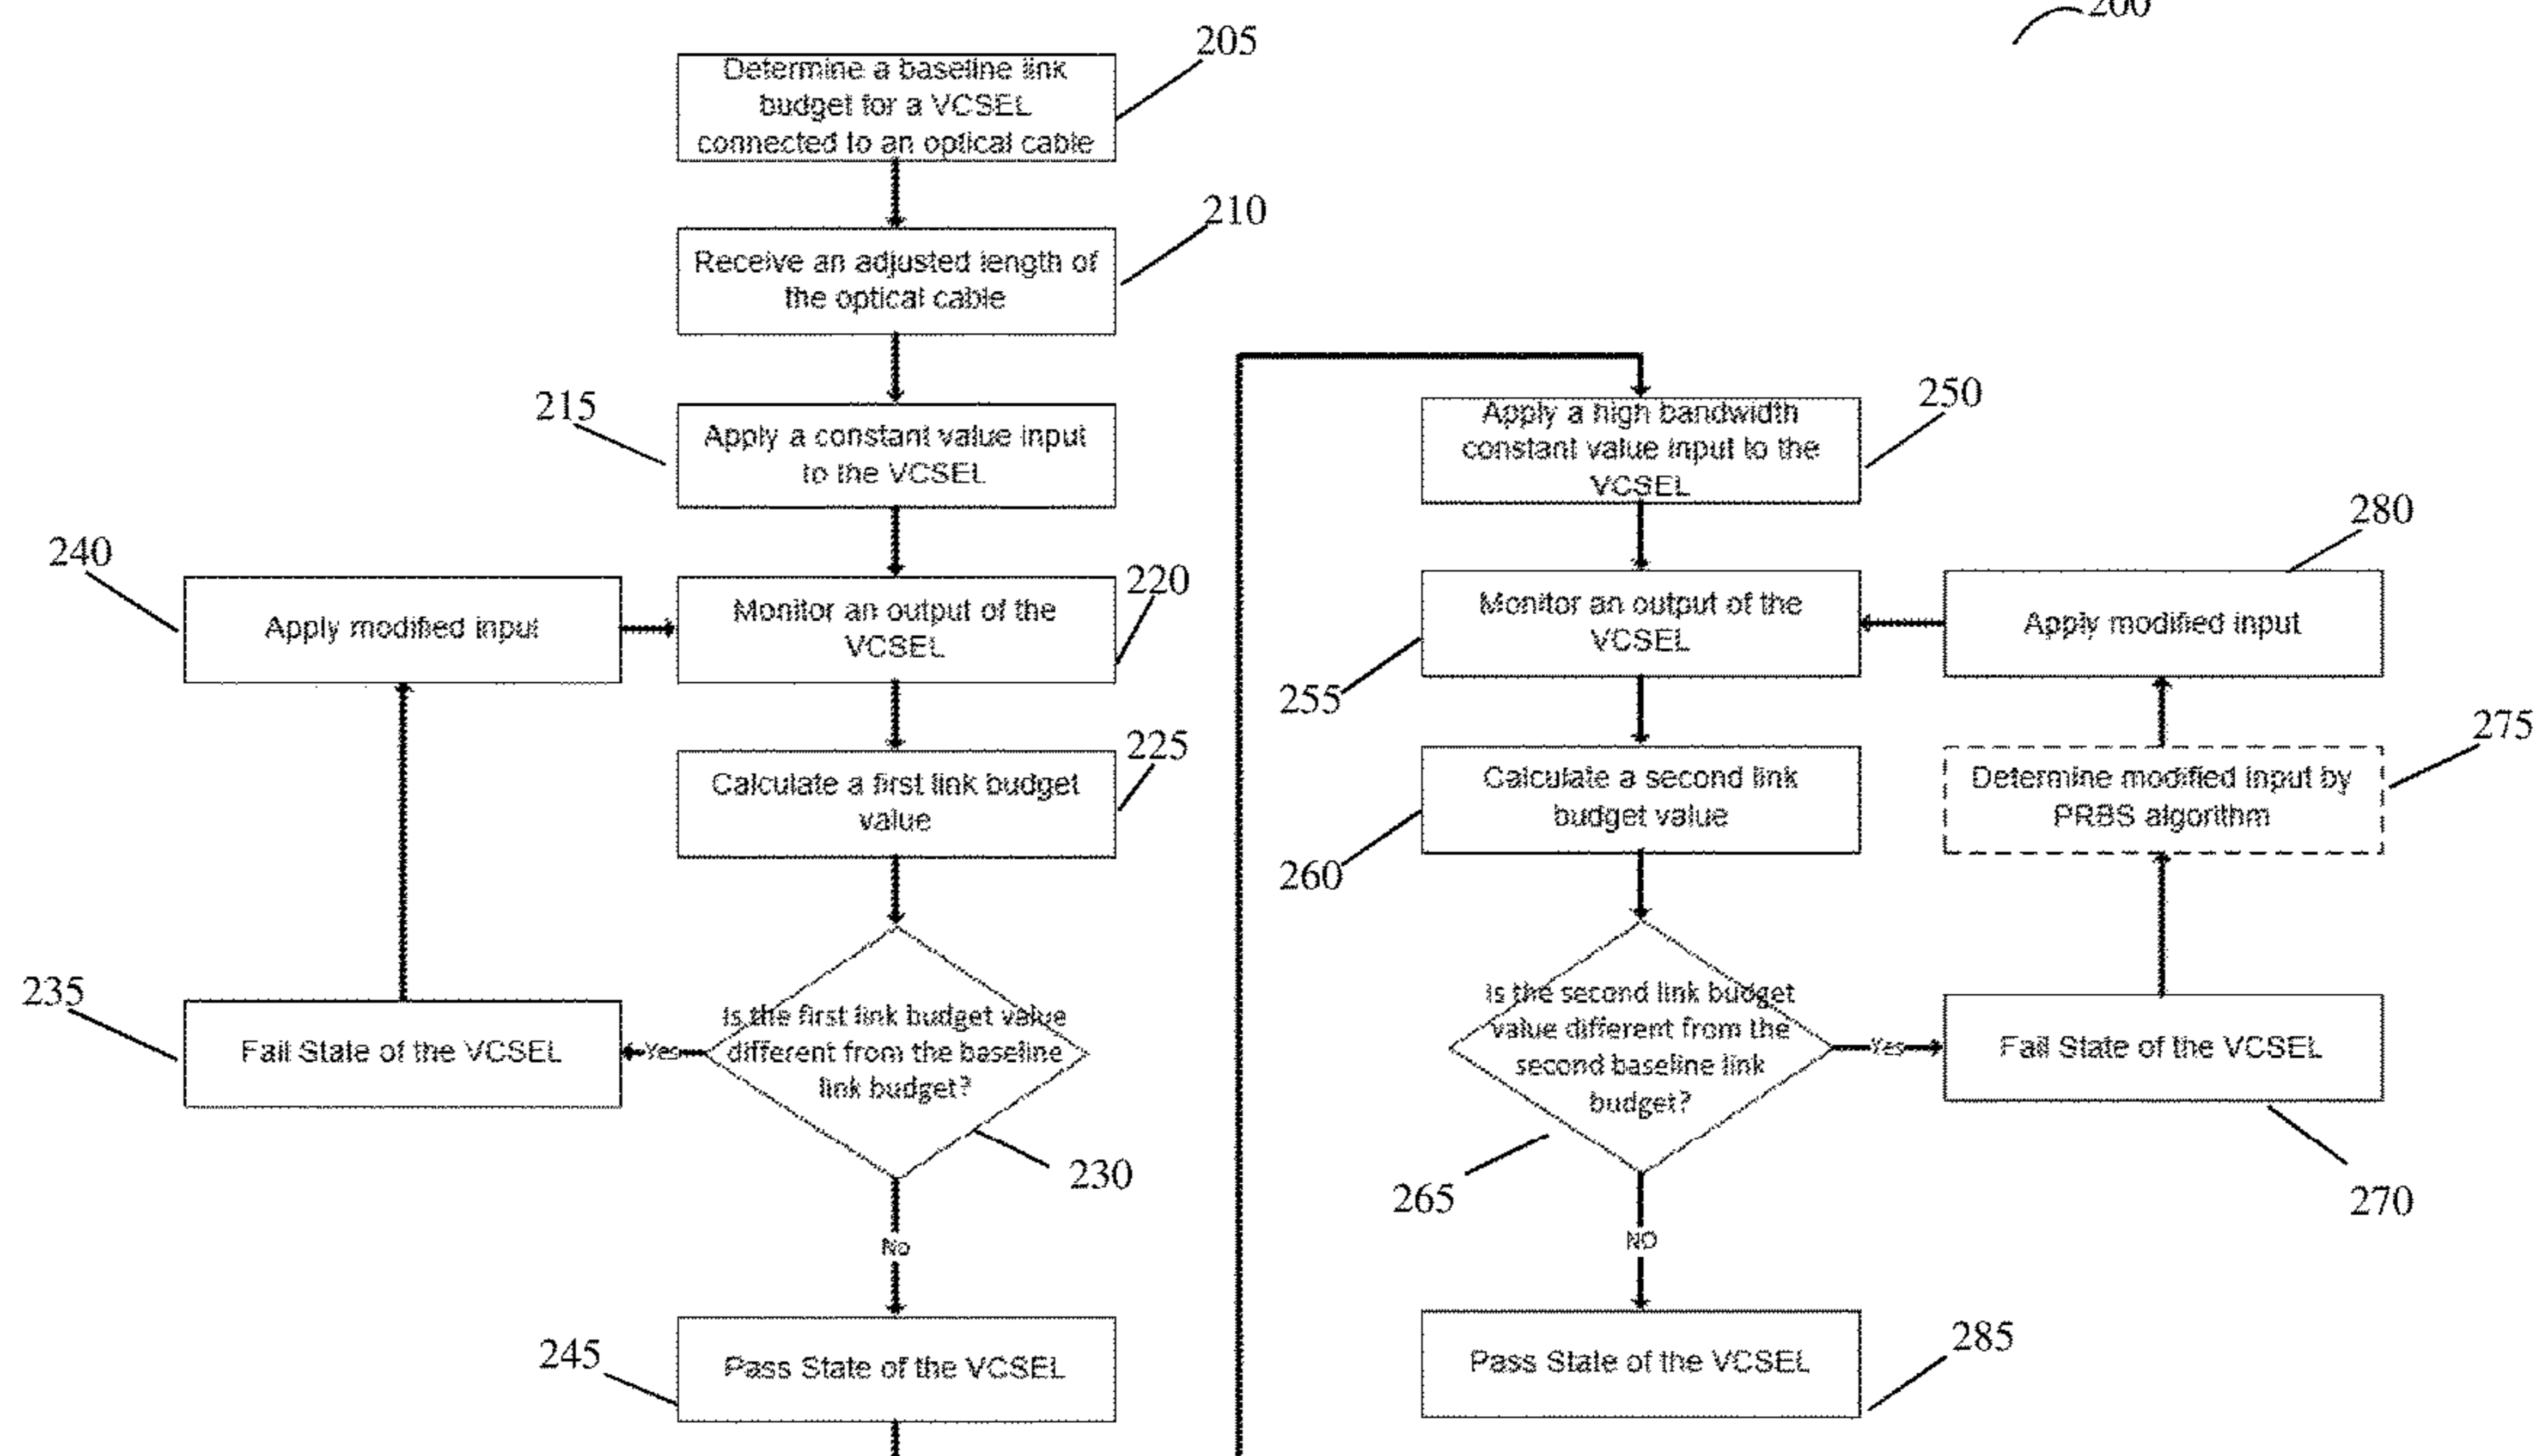 200
205
Determine a baseline link
budget for a VCSEL
connected to an optical cable
210
Receive an adjusted length of
the optical cable
215
Apply a constant value input
to the VCSEL
240
Apply modified input
220
Monitor an output of the
VCSEL
225
Calculate a first link budget
value
235
Fail State of the VCSEL
Yes
Is the first link budget value
different from the baseline
link budget?
230
No
245
Pass State of the VCSEL
250
Apply a high bandwidth
constant value input to the
VCSEL
280
Monitor an output of the
VCSEL
Apply modified input
255
275
Calculate a second link
budget value
Determine modified input by
PRBS algorithm
260
Is the second link budget
value different from the
second baseline link
budget?
Yes
Fail State of the VCSEL
265
270
NO
285
Pass State of the VCSEL